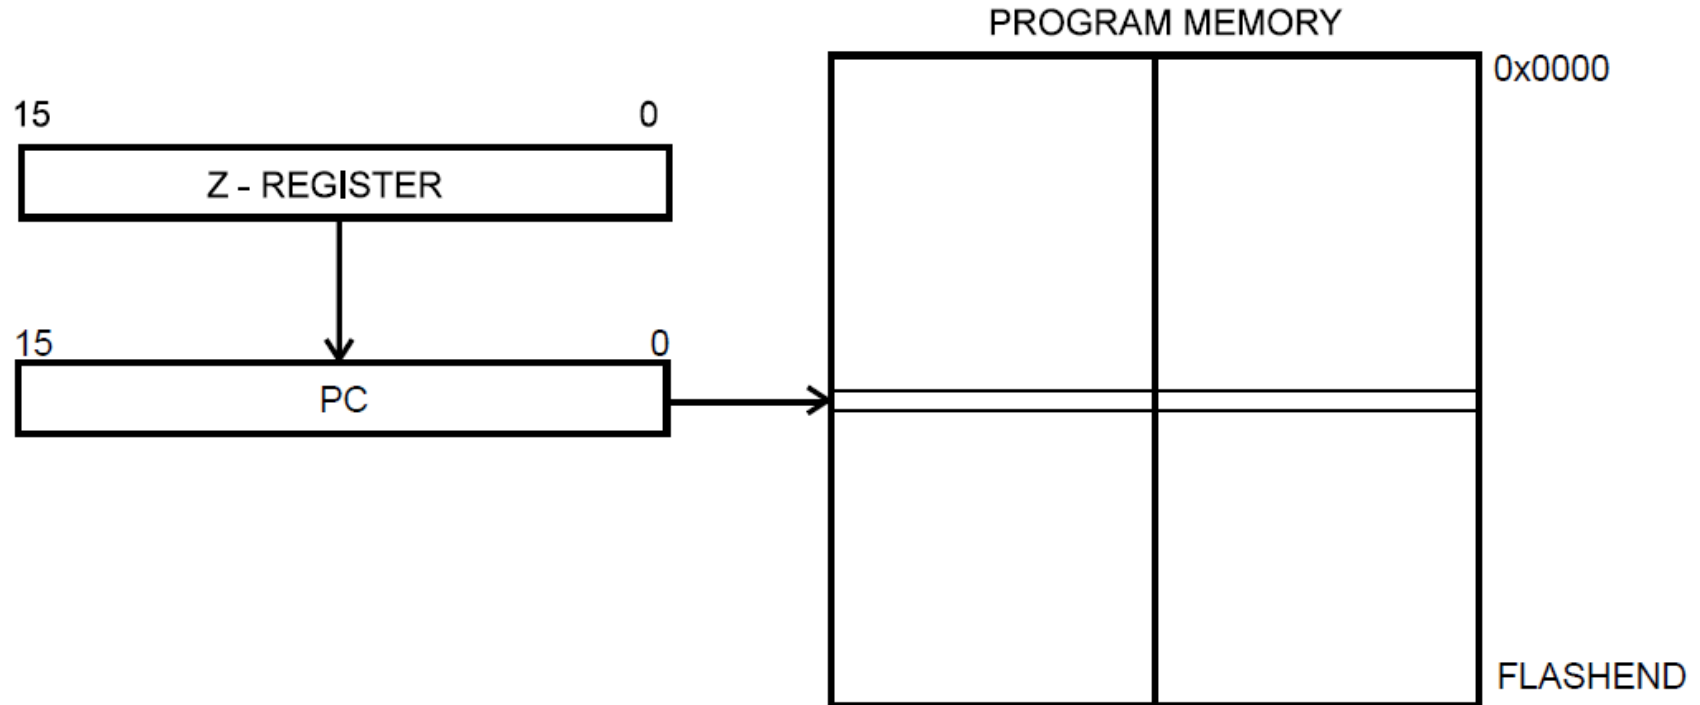 PROGRAM MEMORY
0x0000
15 0
Z - REGISTER
15 0
PC
FLASHEND